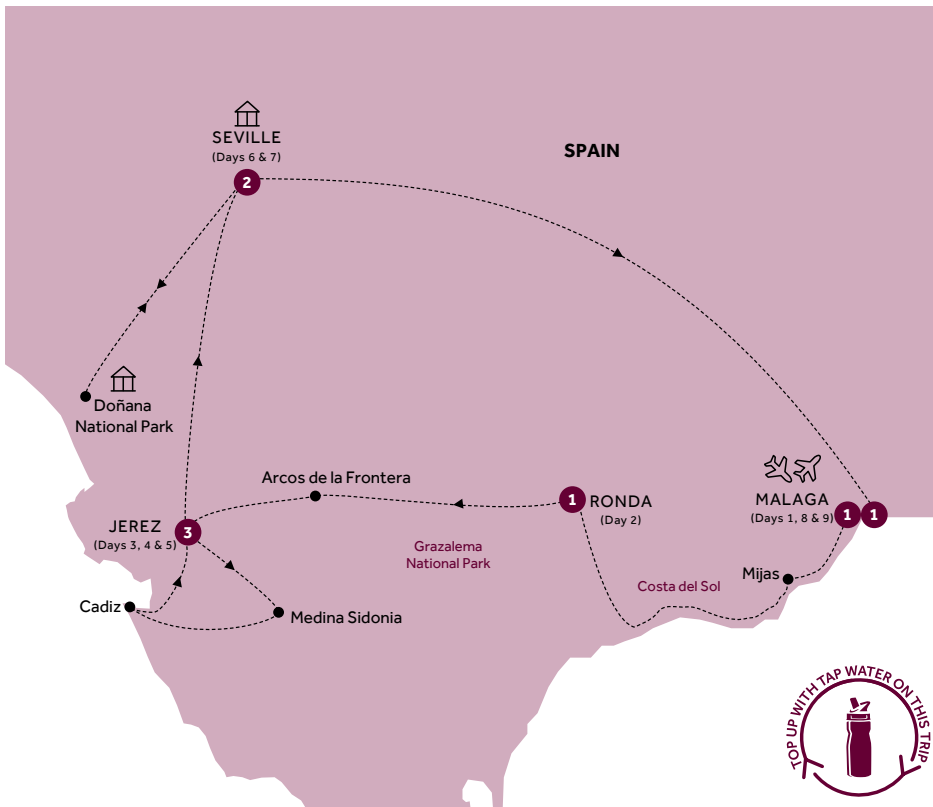 SEVILLE
(Days 6 & 7)
2
SPAIN
Doñana
National Park
Arcos de la Frontera
1
RONDA
(Day 2)
MALAGA
(Days 1, 8 & 9)
1
1
JEREZ
(Days 3, 4 & 5)
3
Grazalema
National Park
Costa del Sol
Mijas
Cadiz
Medina Sidonia
TOP UP WITH TAP WATER ON THIS TRIP